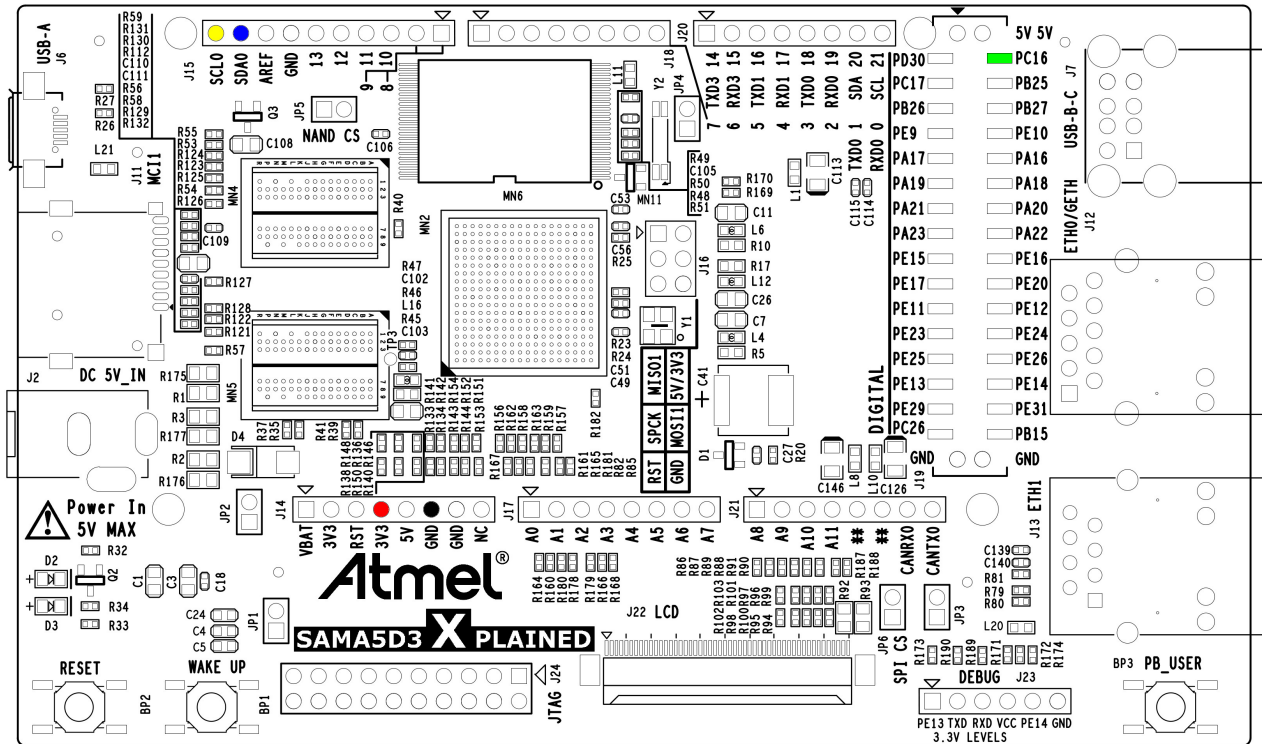 USB-A
J6
R59
R131
R130
R112
C110
C111
R56
R58
R129
R132
R27
R26
L21
J11
MCI1
J15
SCL0
SDA0
AREF
GND
13
12
11
10
9
8
J18
J20
7
TXD3 14
6
RXD3 15
5
TXD1 16
4
RXD1 17
3
TXD0 18
2
RXD0 19
SDA 20
TXD0 1
SCL 21
RXD0 0
5V 5V
PD30
PC16
PC17
PB25
PB26
PB27
PE9
PE10
PA17
PA16
PA19
PA18
PA21
PA20
PA23
PA22
PE15
PE16
PE17
PE20
PE11
PE12
PE23
PE24
PE25
PE26
PE13
PE14
PE29
PE31
PC26
PB15
GND
GND
DIGITAL
J19
J7
USB-B-C
ETH0/GETH
J12
ETH1
J13
Q3
C108
JP5
NAND CS
C106
L11
Y2
JP4
R55
R53
R124
R123
R125
R54
R126
C109
R127
R128
R122
R121
R57
MN4
R P N M L K J H G F E D C B A
1 2 3
7 8 9
R40
MN2
MN6
MN11
R49
C105
R50
R48
R51
C53
C56
R25
R170
R169
C11
L6
R10
R17
L12
C26
C7
L4
R5
L1
C113
C115
C114
J16
Y1
R47
C102
R46
L16
R45
C103
TP3
MN5
R P N M L K J H G F E D C B A
1 2 3
7 8 9
R23
R24
C51
C49
R182
MISO1
5V/3V3
SPCK
MOSI1
RST
GND
+
C41
D1
C27
R20
C146
L8
L10
C126
J2
DC 5V_IN
R175
R1
R3
R177
R2
R176
D4
R37
R35
R41
R39
R138
R148
R150
R136
R140
R146
R133
R141
R134
R142
R143
R154
R144
R152
R153
R151
R167
R156
R162
R158
R163
R159
R157
R161
R165
R181
R82
R85
Power In
5V MAX
JP2
J14
VBAT
3V3
RST
3V3
5V
GND
GND
NC
J17
A0
A1
A2
A3
A4
A5
A6
A7
J21
A8
A9
A10
A11
**
**
CANRX0
CANTX0
D2
+
D3
+
R32
Q2
R34
R33
C1
C3
C18
C24
C4
C5
JP1
Atmel®
SAMA5D3 X PLAINED
R164
R160
R180
R178
R179
R166
R168
R86
R87
R89
R88
R91
R90
R187
R188
R102
R103
R98
R101
R100
R97
R95
R96
R94
R99
R92
R93
J22 LCD
JP6
SPI CS
JP3
C139
C140
R81
R79
R80
L20
R173
R190
R189
R171
R172
R174
RESET
BP2
WAKE UP
BP1
J24
JTAG
DEBUG
J23
PE13 TXD RXD VCC PE14 GND
3.3V LEVELS
BP3
PB_USER